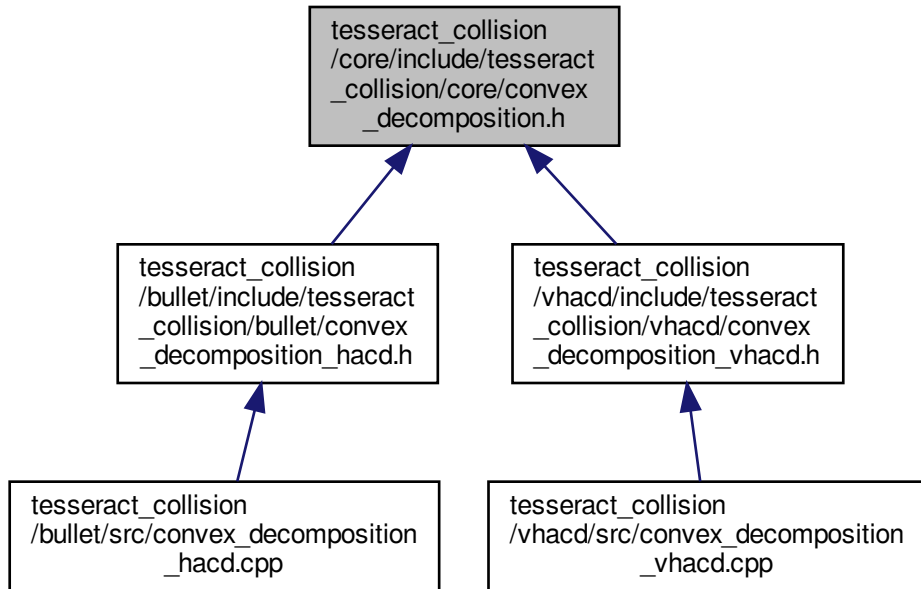 tesseract_collision
/core/include/tesseract
_collision/core/convex
_decomposition.h
tesseract_collision
/bullet/include/tesseract
_collision/bullet/convex
_decomposition_hacd.h
tesseract_collision
/vhacd/include/tesseract
_collision/vhacd/convex
_decomposition_vhacd.h
tesseract_collision
/bullet/src/convex_decomposition
_hacd.cpp
tesseract_collision
/vhacd/src/convex_decomposition
_vhacd.cpp